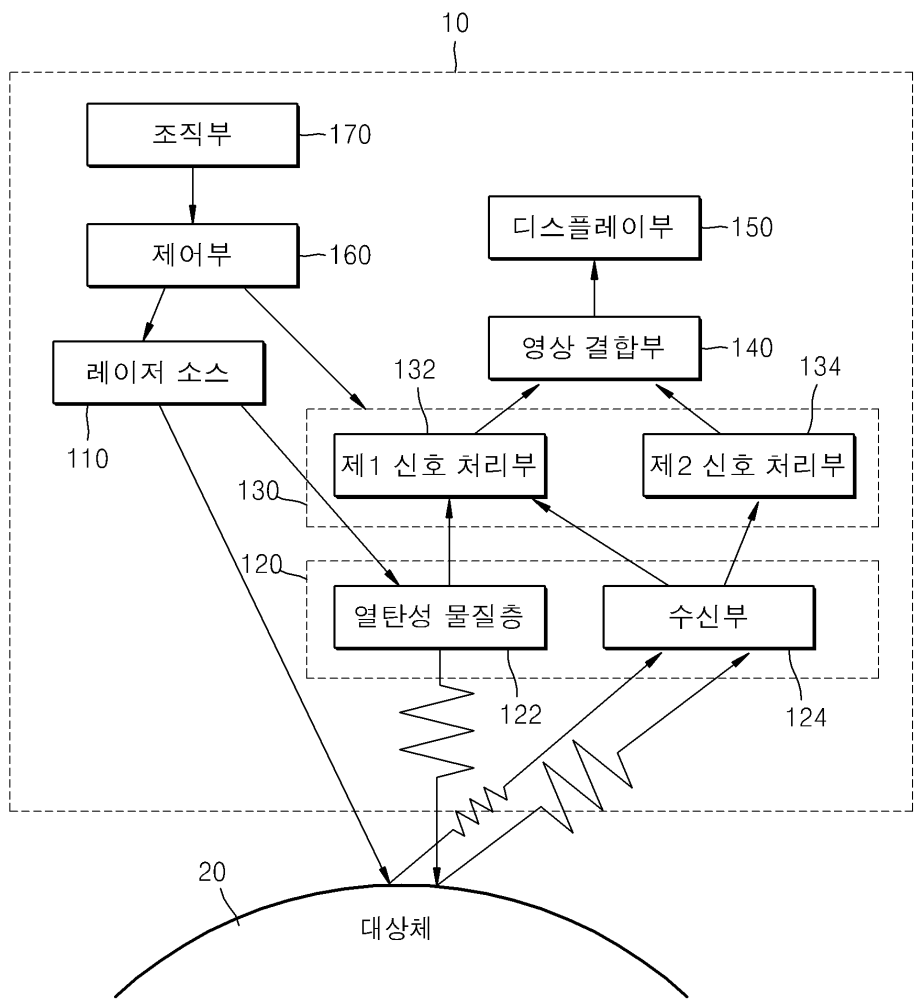 10
조직부
170
제어부
160
디스플레이부
150
영상 결합부
140
레이저 소스
110
132
134
제1 신호 처리부
제2 신호 처리부
130
120
열탄성 물질층
수신부
122
124
20
대상체